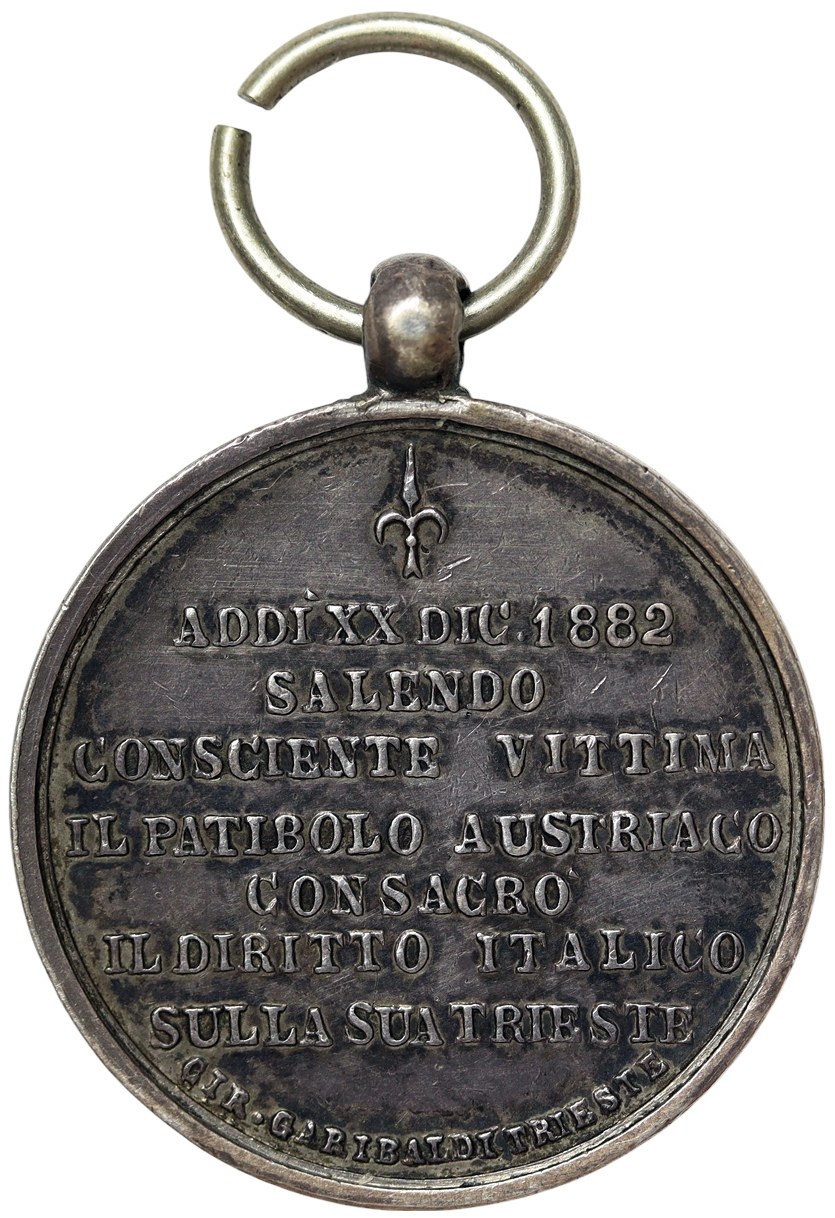 ADDÌ XX DIC. 1882
SALENDO
CONSCIENTE VITTIMA
IL PATIBOLO AUSTRIACO
CONSACRÒ
IL DIRITTO ITALICO
SULLA SUA TRIESTE
CIR. GARIBALDI TRIESTE